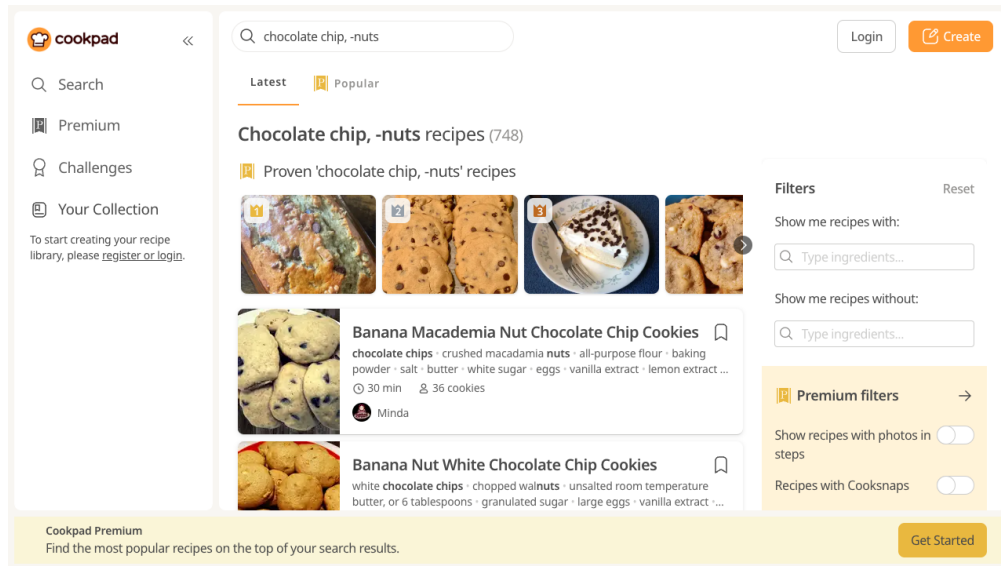 cookpad
chocolate chip, -nuts
Login
Create
Search
Premium
Challenges
Your Collection
To start creating your recipe
library, please register or login.
Latest
Popular
Chocolate chip, -nuts recipes (748)
Proven 'chocolate chip, -nuts' recipes
1
2
3
Banana Macademia Nut Chocolate Chip Cookies
chocolate chips · crushed macadamia nuts · all-purpose flour · baking
powder · salt · butter · white sugar · eggs · vanilla extract · lemon extract ...
30 min 36 cookies
Minda
Banana Nut White Chocolate Chip Cookies
white chocolate chips · chopped walnuts · unsalted room temperature
butter, or 6 tablespoons · granulated sugar · large eggs · vanilla extract ·...
Filters
Reset
Show me recipes with:
Type ingredients...
Show me recipes without:
Type ingredients...
Premium filters
Show recipes with photos in
steps
Recipes with Cooksnaps
Cookpad Premium
Find the most popular recipes on the top of your search results.
Get Started